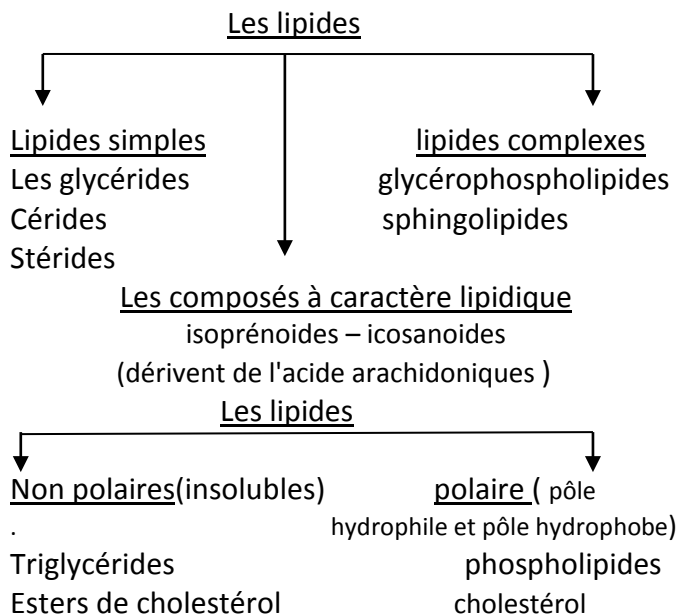 Les lipides
Lipides simples lipides complexes
Les glycérides glycérophospholipides
Cérides sphingolipides
Stérides
Les composés à caractère lipidique
isoprénoides – icosanoides
(dérivent de l'acide arachidoniques )
Les lipides
Non polaires(insolubles) polaire ( pôle
. hydrophile et pôle hydrophobe)
Triglycérides phospholipides
Esters de cholestérol cholestérol